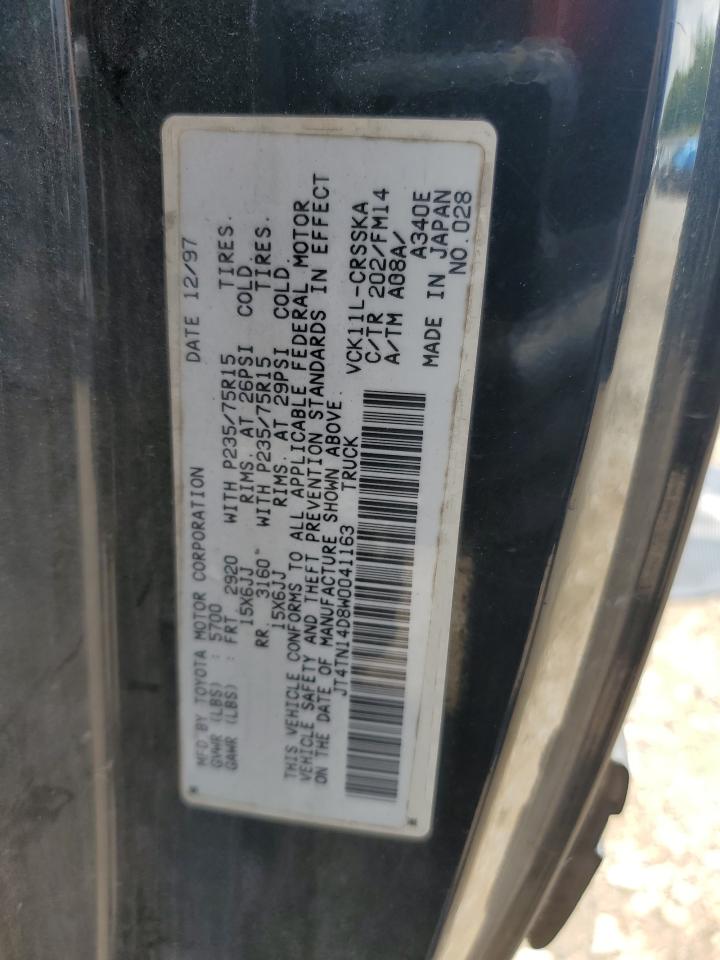 MFD BY TOYOTA MOTOR CORPORATION DATE 12/97
GVWR (LBS) : 5700
GAWR (LBS) : FRT 2920 WITH P235/75R15 TIRES.
15X6JJ RIMS. AT 26PSI COLD.
RR. 3160 WITH P235/75R15 TIRES.
15X6JJ RIMS. AT 29PSI COLD.
THIS VEHICLE CONFORMS TO ALL APPLICABLE FEDERAL MOTOR
VEHICLE SAFETY AND THEFT PREVENTION STANDARDS IN EFFECT
ON THE DATE OF MANUFACTURE SHOWN ABOVE.
JT4TN14D8W0041163 TRUCK
VCK11L-CRSSKA
C/TR 202/FM14
A/TM A08A/
A340E
MADE IN JAPAN
NO.028